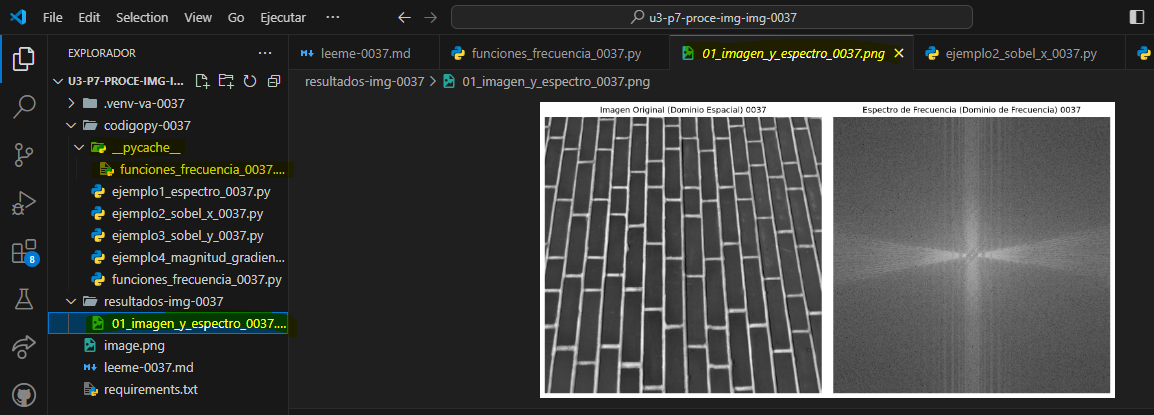 File Edit Selection View Go Ejecutar ··· u3-p7-proce-img-img-0037
EXPLORADOR ···
U3-P7-PROCE-IMG-I...
.venv-va-0037
codigopy-0037
__pycache__
funciones_frecuencia_0037....
ejemplo1_espectro_0037.py
ejemplo2_sobel_x_0037.py
ejemplo3_sobel_y_0037.py
ejemplo4_magnitud_gradien...
funciones_frecuencia_0037.py
resultados-img-0037
01_imagen_y_espectro_0037....
image.png
leeme-0037.md
requirements.txt
8
leeme-0037.md funciones_frecuencia_0037.py 01_imagen_y_espectro_0037.png ejemplo2_sobel_x_0037.py
resultados-img-0037 > 01_imagen_y_espectro_0037.png
Imagen Original (Dominio Espacial) 0037
Espectro de Frecuencia (Dominio de Frecuencia) 0037